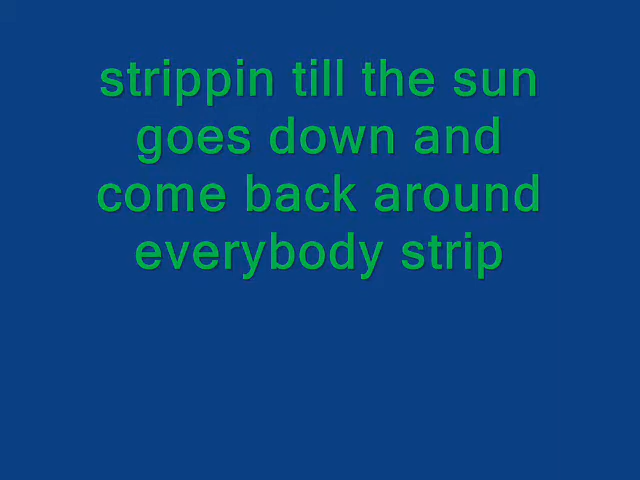 strippin till the sun
goes down and
come back around
everybody strip